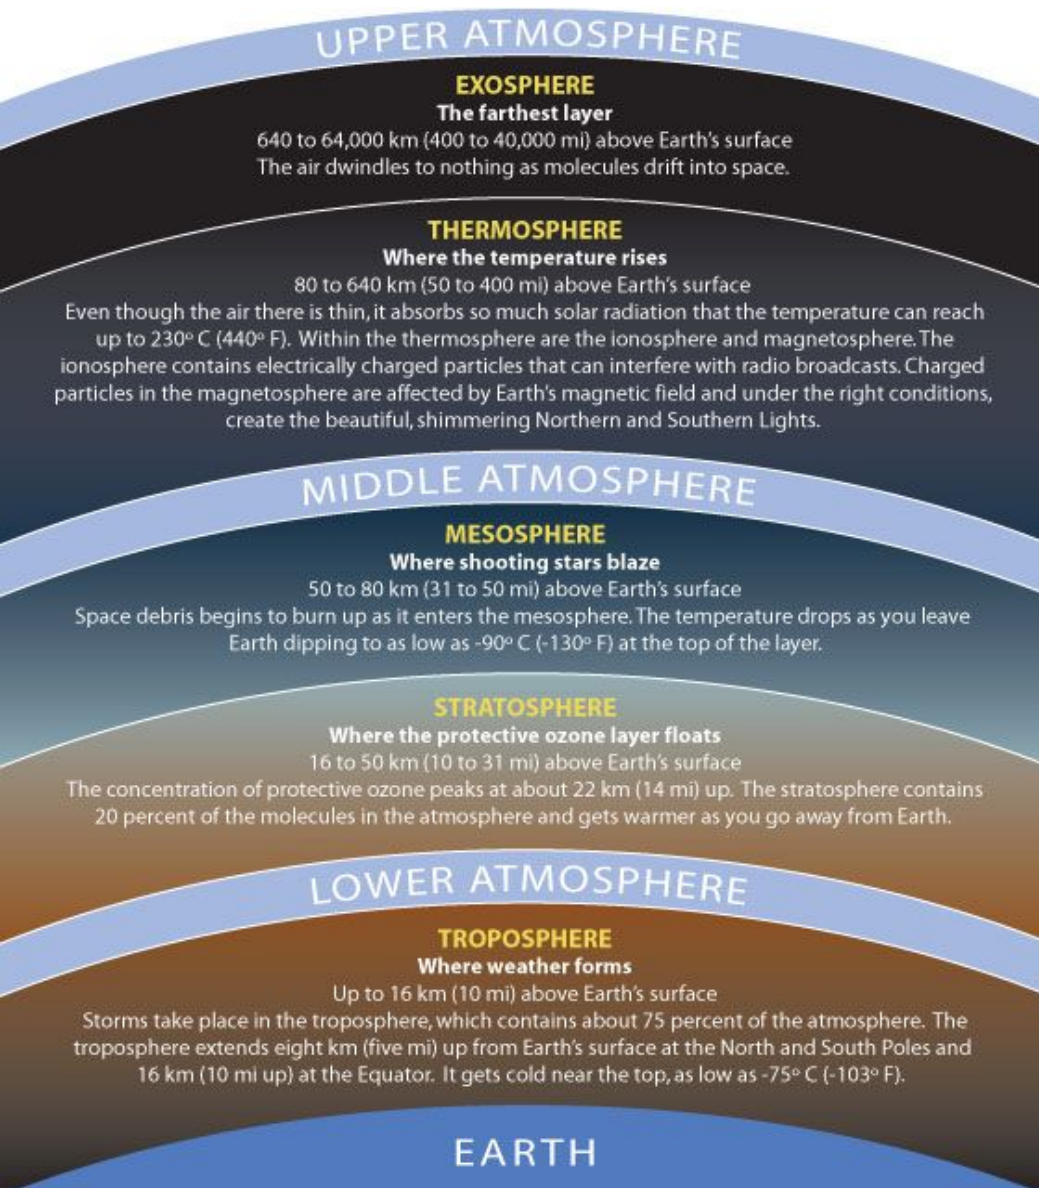 UPPER ATMOSPHERE
EXOSPHERE
The farthest layer
640 to 64,000 km (400 to 40,000 mi) above Earth's surface
The air dwindles to nothing as molecules drift into space.
THERMOSPHERE
Where the temperature rises
80 to 640 km (50 to 400 mi) above Earth's surface
Even though the air there is thin, it absorbs so much solar radiation that the temperature can reach
up to 230º C (440º F). Within the thermosphere are the ionosphere and magnetosphere. The
ionosphere contains electrically charged particles that can interfere with radio broadcasts. Charged
particles in the magnetosphere are affected by Earth's magnetic field and under the right conditions,
create the beautiful, shimmering Northern and Southern Lights.
MIDDLE ATMOSPHERE
MESOSPHERE
Where shooting stars blaze
50 to 80 km (31 to 50 mi) above Earth's surface
Space debris begins to burn up as it enters the mesosphere. The temperature drops as you leave
Earth dipping to as low as -90º C (-130º F) at the top of the layer.
STRATOSPHERE
Where the protective ozone layer floats
16 to 50 km (10 to 31 mi) above Earth's surface
The concentration of protective ozone peaks at about 22 km (14 mi) up. The stratosphere contains
20 percent of the molecules in the atmosphere and gets warmer as you go away from Earth.
LOWER ATMOSPHERE
TROPOSPHERE
Where weather forms
Up to 16 km (10 mi) above Earth's surface
Storms take place in the troposphere, which contains about 75 percent of the atmosphere. The
troposphere extends eight km (five mi) up from Earth's surface at the North and South Poles and
16 km (10 mi up) at the Equator. It gets cold near the top, as low as -75º C (-103º F).
EARTH